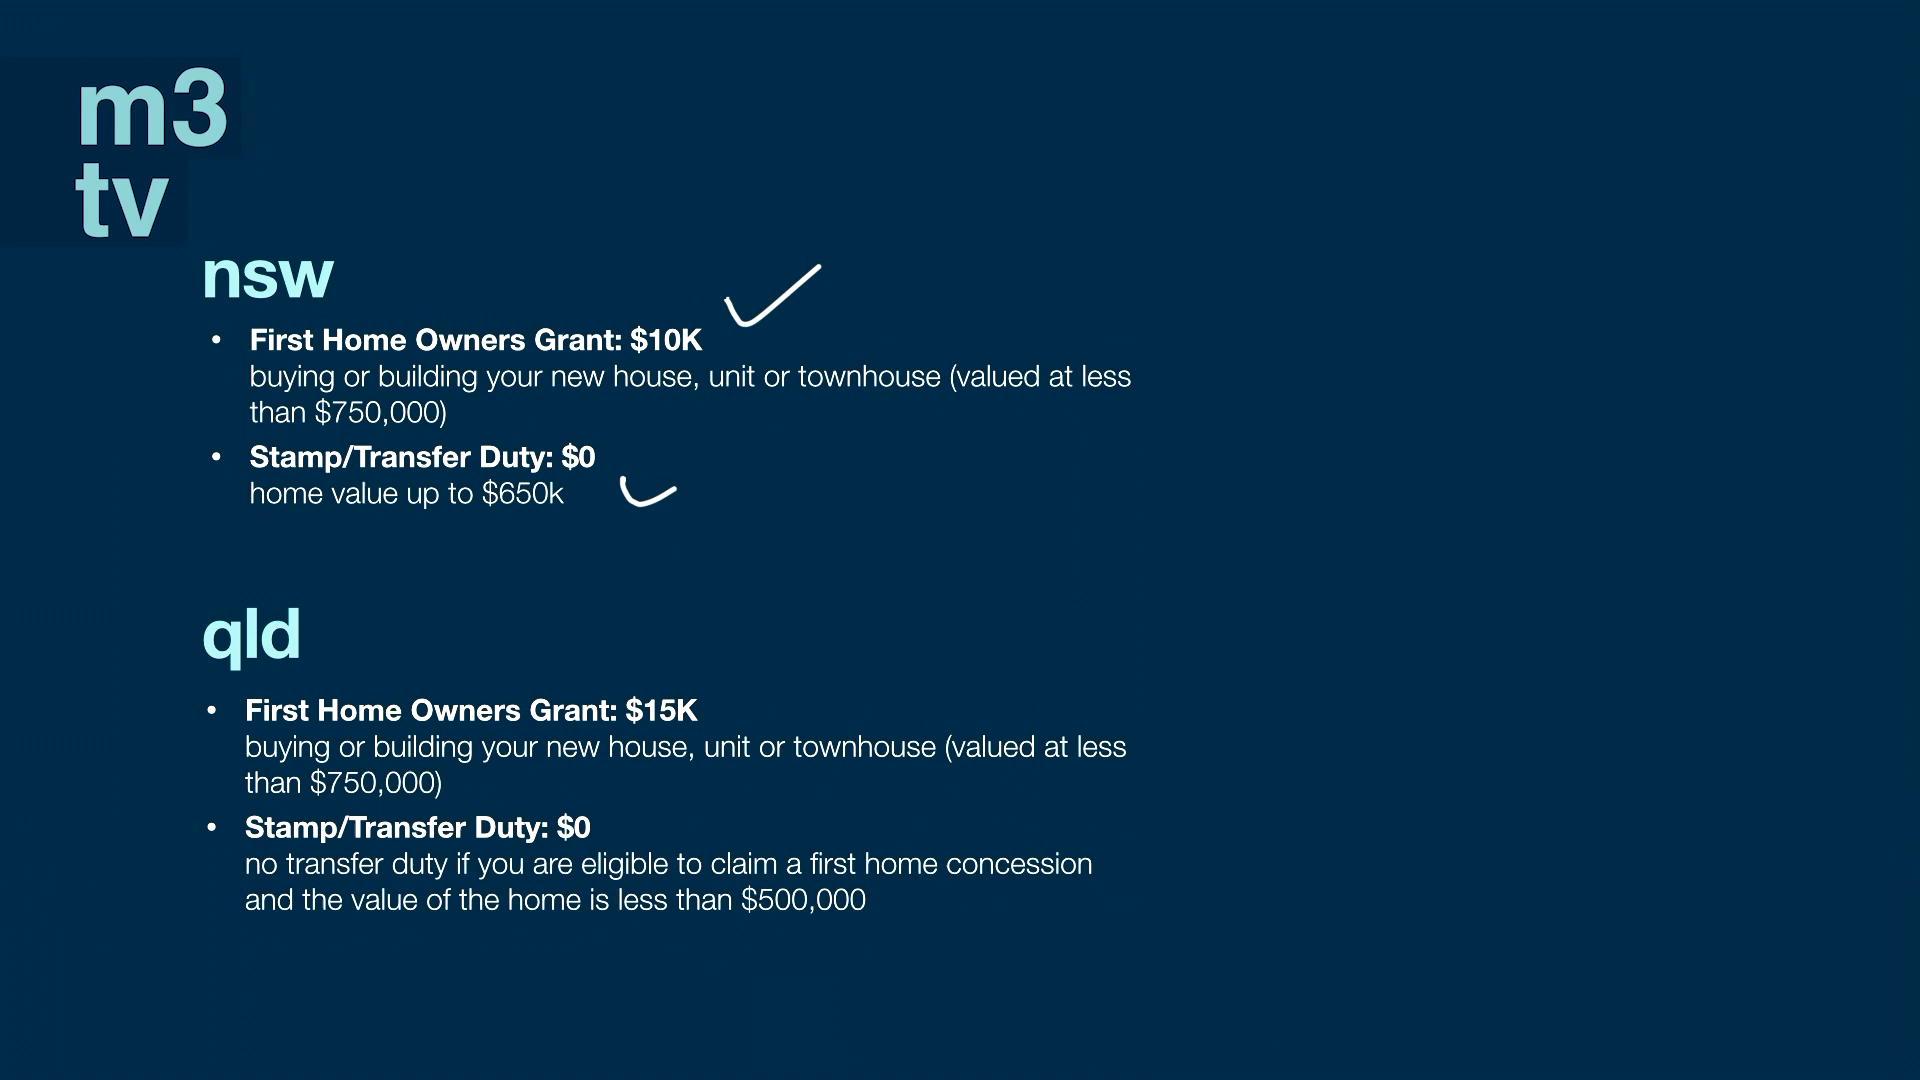 m3
tv
nsw
• First Home Owners Grant: $10K
buying or building your new house, unit or townhouse (valued at less
than $750,000)
• Stamp/Transfer Duty: $0
home value up to $650k
qld
• First Home Owners Grant: $15K
buying or building your new house, unit or townhouse (valued at less
than $750,000)
• Stamp/Transfer Duty: $0
no transfer duty if you are eligible to claim a first home concession
and the value of the home is less than $500,000